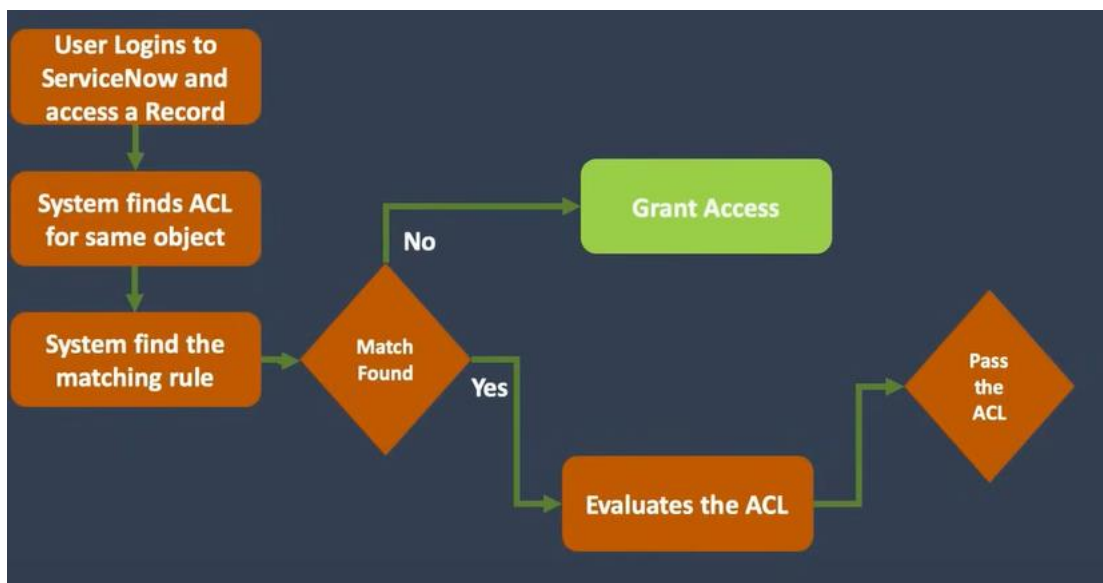 User Logins to
ServiceNow and
access a Record
System finds ACL
for same object
System find the
matching rule
Match
Found
No
Grant Access
Yes
Evaluates the ACL
Pass
the
ACL